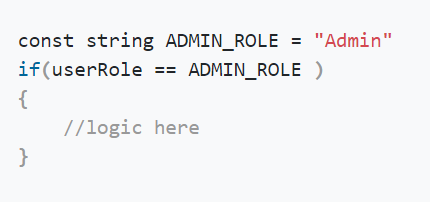 const string ADMIN_ROLE = "Admin"
if(userRole == ADMIN_ROLE )
{
    //logic here
}